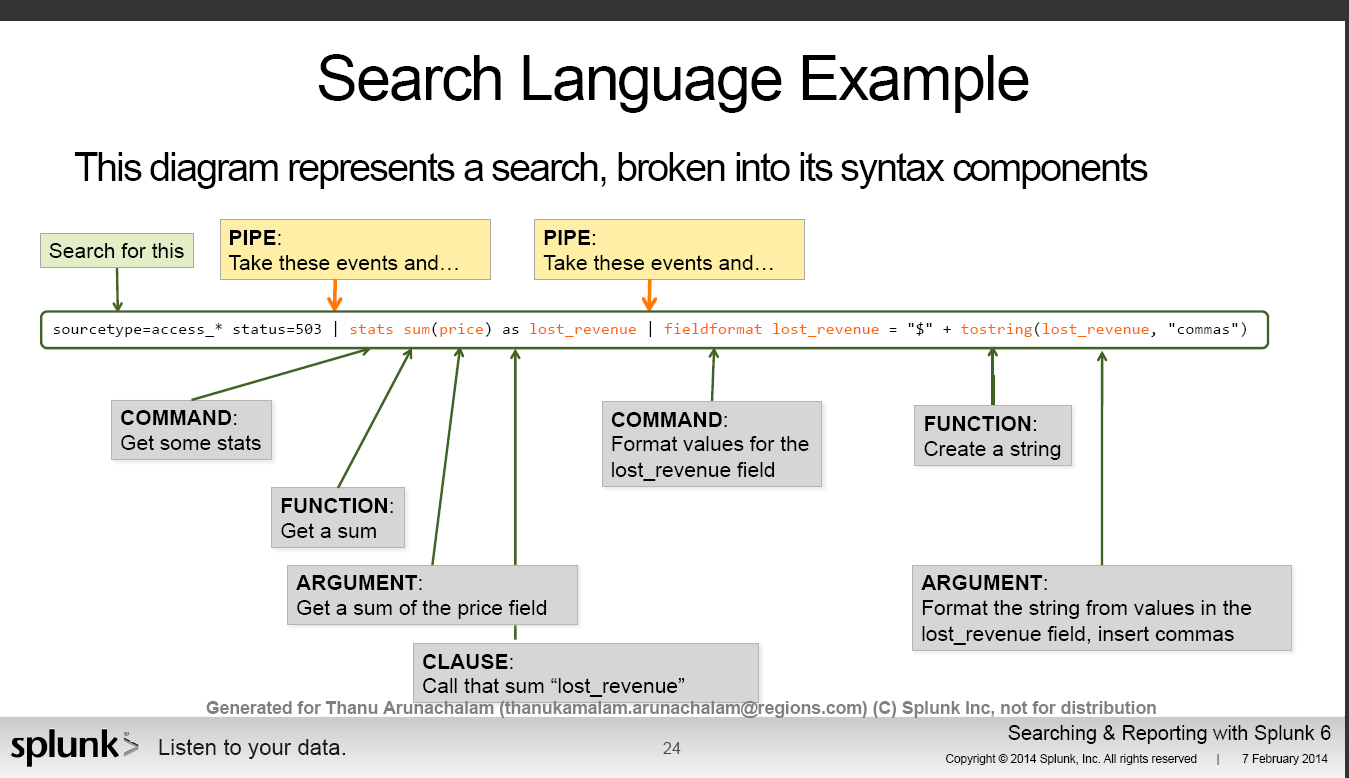 Search Language Example
This diagram represents a search, broken into its syntax components
Search for this
PIPE:
Take these events and…
PIPE:
Take these events and…
sourcetype=access_* status=503 | stats sum(price) as lost_revenue | fieldformat lost_revenue = "$" + tostring(lost_revenue, "commas")
COMMAND:
Get some stats
COMMAND:
Format values for the
lost_revenue field
FUNCTION:
Create a string
FUNCTION:
Get a sum
ARGUMENT:
Get a sum of the price field
ARGUMENT:
Format the string from values in the
lost_revenue field, insert commas
CLAUSE:
Call that sum “lost_revenue”
Generated for Thanu Arunachalam (thanukamalam.arunachalam@regions.com) (C) Splunk Inc, not for distribution
splunk> Listen to your data.
24
Searching & Reporting with Splunk 6
Copyright © 2014 Splunk, Inc. All rights reserved | 7 February 2014